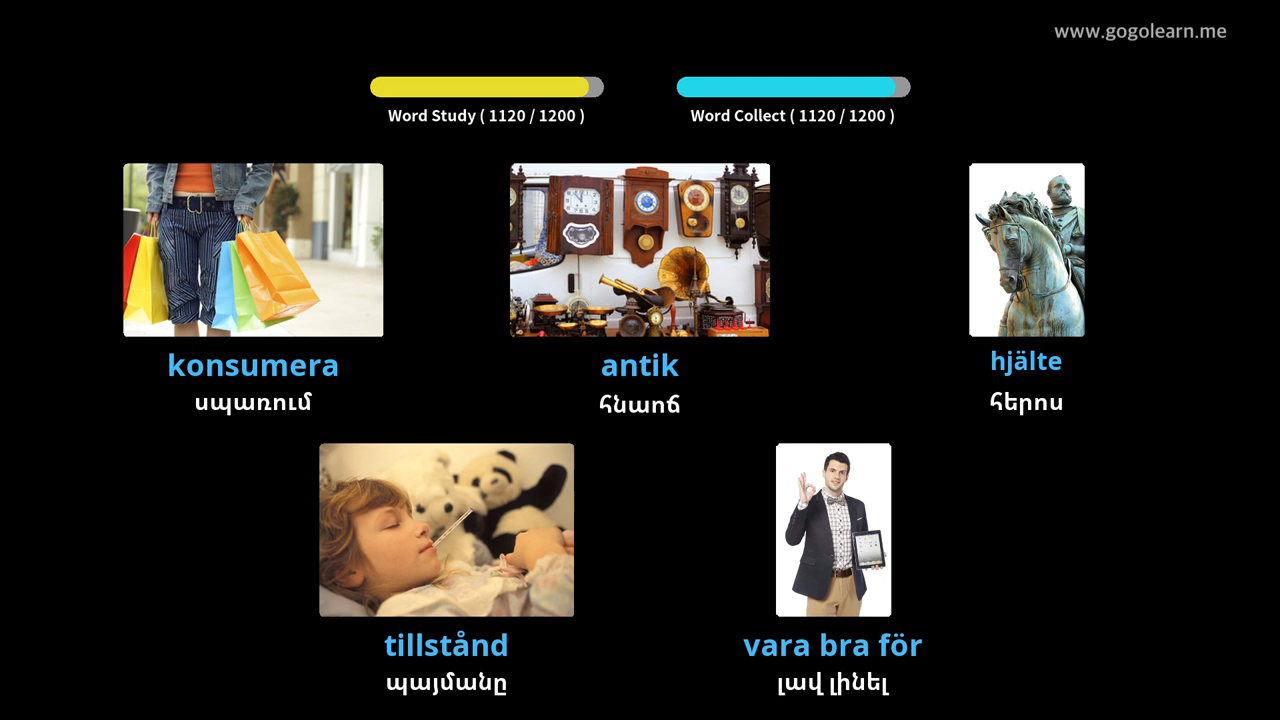 www.gogolearn.me
Word Study ( 1120 / 1200 )
Word Collect ( 1120 / 1200 )
konsumera
սպառում
antik
հնաոճ
hjälte
հերոս
tillstånd
պայմանը
vara bra för
լավ լինել